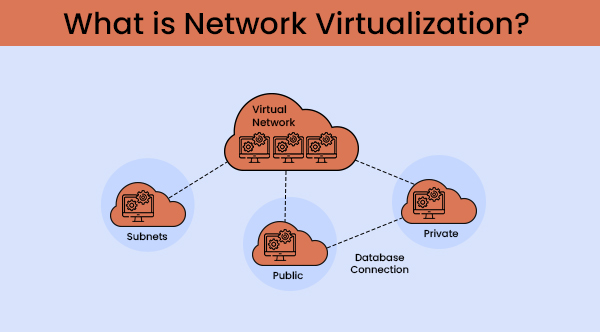 What is Network Virtualization?
Virtual
Network
Subnets
Public
Private
Database
Connection